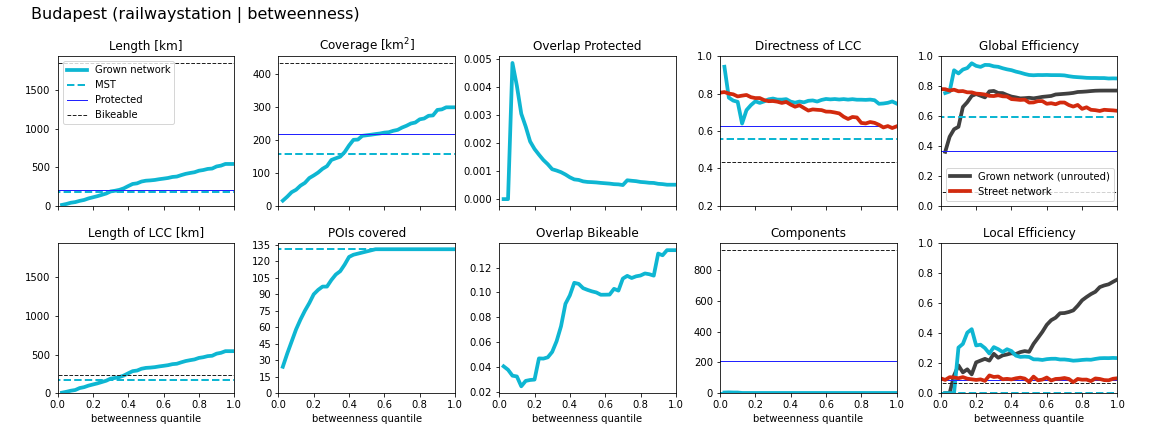 Budapest (railwaystation | betweenness)
Length [km]
Grown network
MST
Protected
Bikeable
0
500
1000
1500
Coverage [km²]
0
100
200
300
400
Overlap Protected
0.000
0.001
0.002
0.003
0.004
0.005
Directness of LCC
0.2
0.4
0.6
0.8
1.0
Global Efficiency
0.0
0.2
0.4
0.6
0.8
1.0
Grown network (unrouted)
Street network
Length of LCC [km]
0
500
1000
1500
0.0 0.2 0.4 0.6 0.8 1.0
betweenness quantile
POIs covered
0
15
30
45
60
75
90
105
120
135
0.0 0.2 0.4 0.6 0.8 1.0
betweenness quantile
Overlap Bikeable
0.02
0.04
0.06
0.08
0.10
0.12
0.0 0.2 0.4 0.6 0.8 1.0
betweenness quantile
Components
0
200
400
600
800
0.0 0.2 0.4 0.6 0.8 1.0
betweenness quantile
Local Efficiency
0.0
0.2
0.4
0.6
0.8
1.0
0.0 0.2 0.4 0.6 0.8 1.0
betweenness quantile